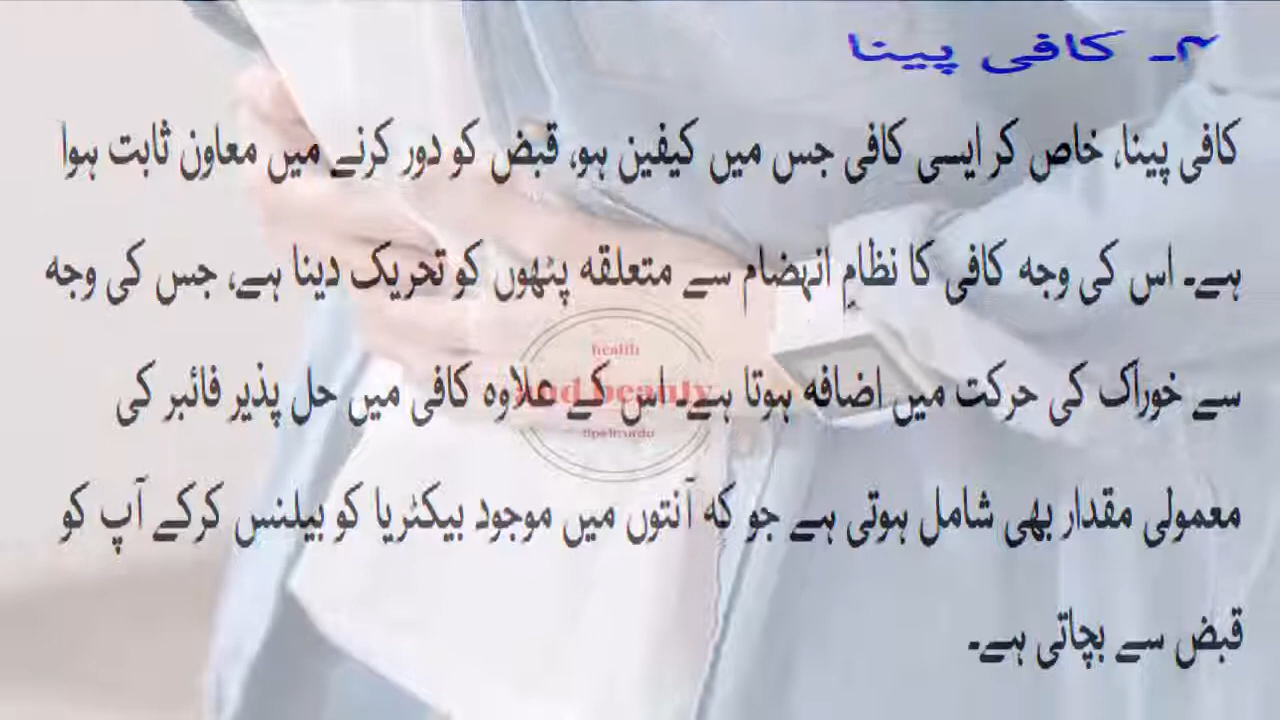 ۴۔ کافی پینا
کافی پینا، خاص کر ایسی کافی جس میں کیفین ہو، قبض کو دور کرنے میں معاون ثابت ہوا
ہے۔ اس کی وجہ کافی کا نظامِ انہضام سے متعلقہ پٹھوں کو تحریک دینا ہے، جس کی وجہ
سے خوراک کی حرکت میں اضافہ ہوتا ہے۔ اس کے علاوہ کافی میں حل پذیر فائبر کی
معمولی مقدار بھی شامل ہوتی ہے جو کہ آنتوں میں موجود بیکٹریا کو بیلنس کرکے آپ کو
قبض سے بچاتی ہے۔
health
and beauty